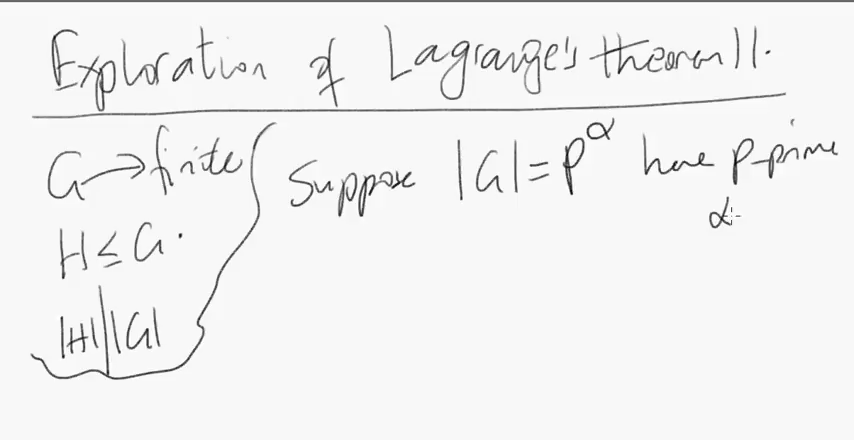 Exploration of Lagrange's theorem II.
G → finite
H ≤ G.
|H| | |G|
Suppose |G| = p^α here p-prime
α-